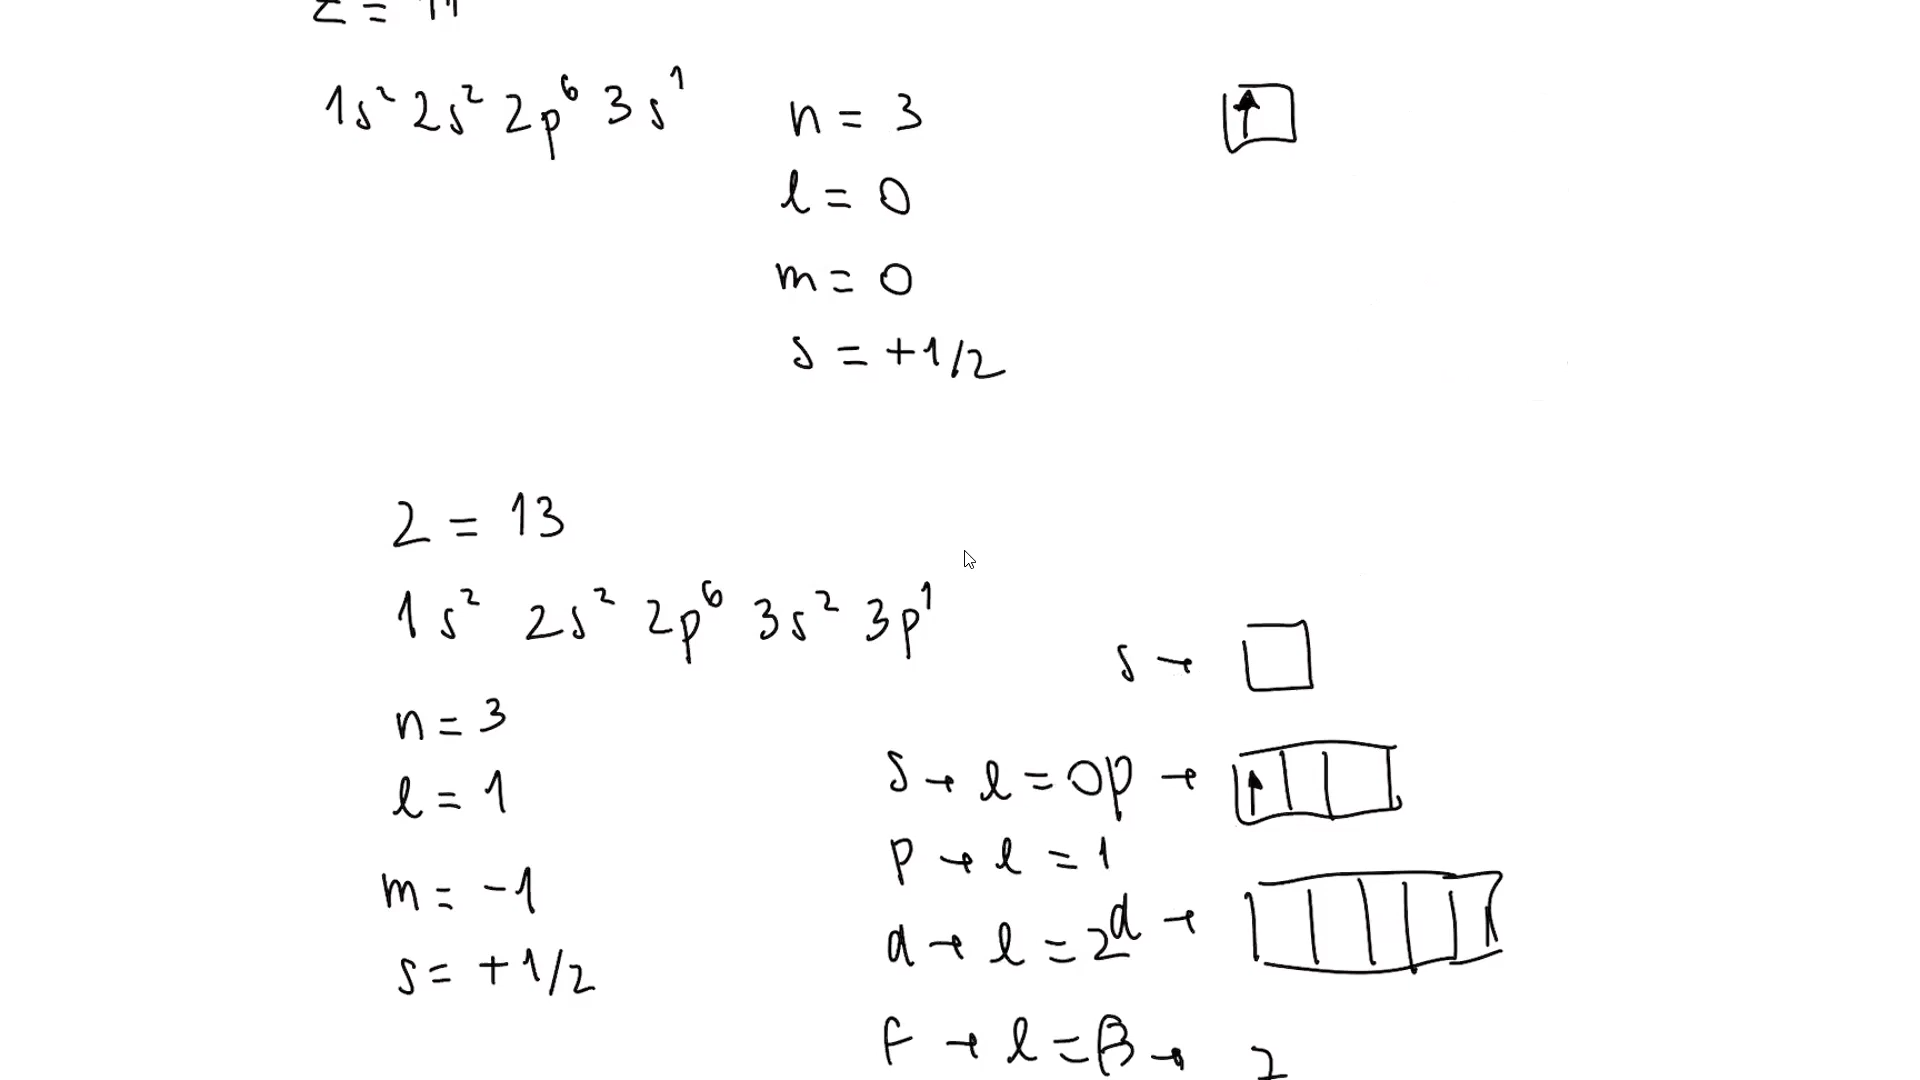 Z = 11
1s² 2s² 2p⁶ 3s¹
n = 3
l = 0
m = 0
s = +1/2
Z = 13
1s² 2s² 2p⁶ 3s² 3p¹
n = 3
l = 1
m = -1
s = +1/2
s →
s → l = 0 p →
p → l = 1
d → l = 2 d →
F → l = 3 →